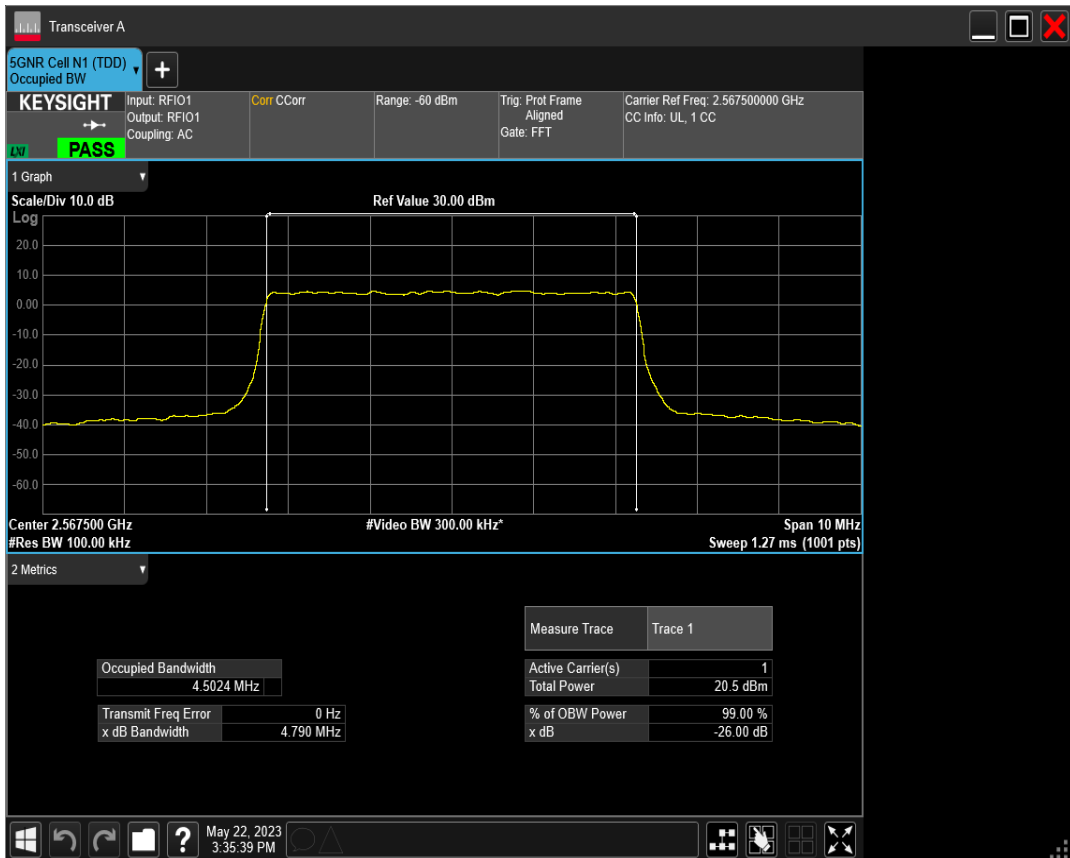 Transceiver A
5GNR Cell N1 (TDD)
Occupied BW
KEYSIGHT
LXI
PASS
Input: RFIO1
Output: RFIO1
Coupling: AC
Corr CCorr
Range: -60 dBm
Trig: Prot Frame
Aligned
Gate: FFT
Carrier Ref Freq: 2.567500000 GHz
CC Info: UL, 1 CC
1 Graph
Scale/Div 10.0 dB
Ref Value 30.00 dBm
Log
20.0
10.0
0.00
-10.0
-20.0
-30.0
-40.0
-50.0
-60.0
Center 2.567500 GHz
#Video BW 300.00 kHz*
Span 10 MHz
#Res BW 100.00 kHz
Sweep 1.27 ms (1001 pts)
2 Metrics
Measure Trace Trace 1
Occupied Bandwidth
4.5024 MHz
Active Carrier(s) 1
Total Power 20.5 dBm
Transmit Freq Error 0 Hz
x dB Bandwidth 4.790 MHz
% of OBW Power 99.00 %
x dB -26.00 dB
?
May 22, 2023
3:35:39 PM